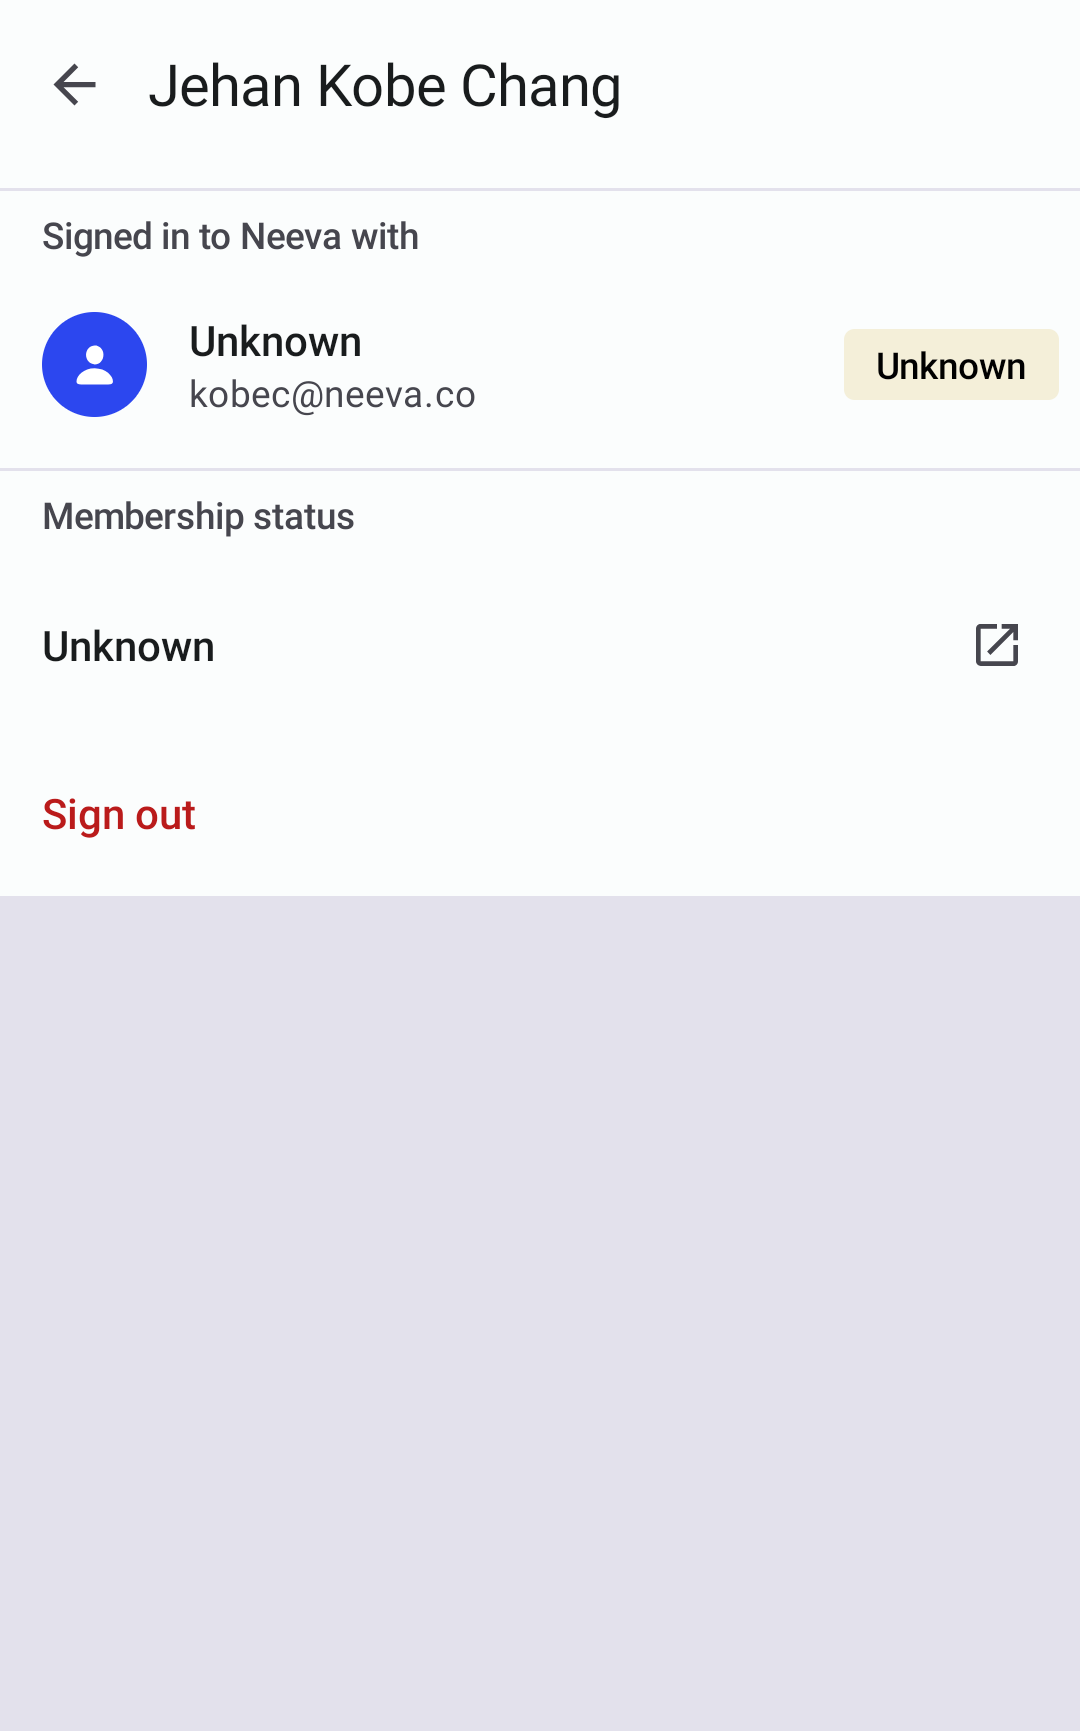 Jehan Kobe Chang
Signed in to Neeva with
Unknown
kobec@neeva.co
Unknown
Membership status
Unknown
Sign out